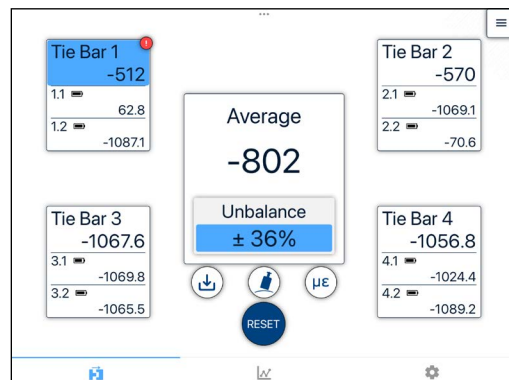 Tie Bar 1
-512
1.1
62.8
1.2
-1087.1
Tie Bar 2
-570
2.1
-1069.1
2.2
-70.6
Average
-802
Unbalance
± 36%
Tie Bar 3
-1067.6
3.1
-1069.8
3.2
-1065.5
Tie Bar 4
-1056.8
4.1
-1024.4
4.2
-1089.2
με
RESET